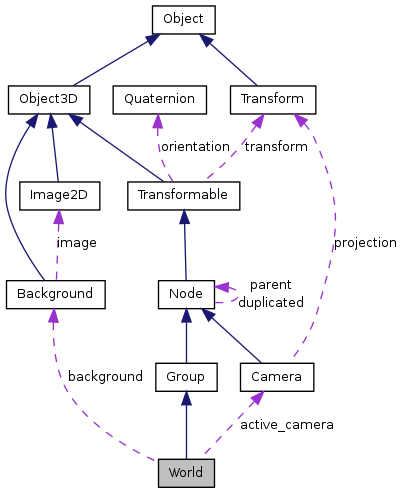 Object
Object3D
Quaternion
Transform
orientation
transform
Image2D
Transformable
image
projection
Background
Node
parent
duplicated
background
Group
Camera
active_camera
World